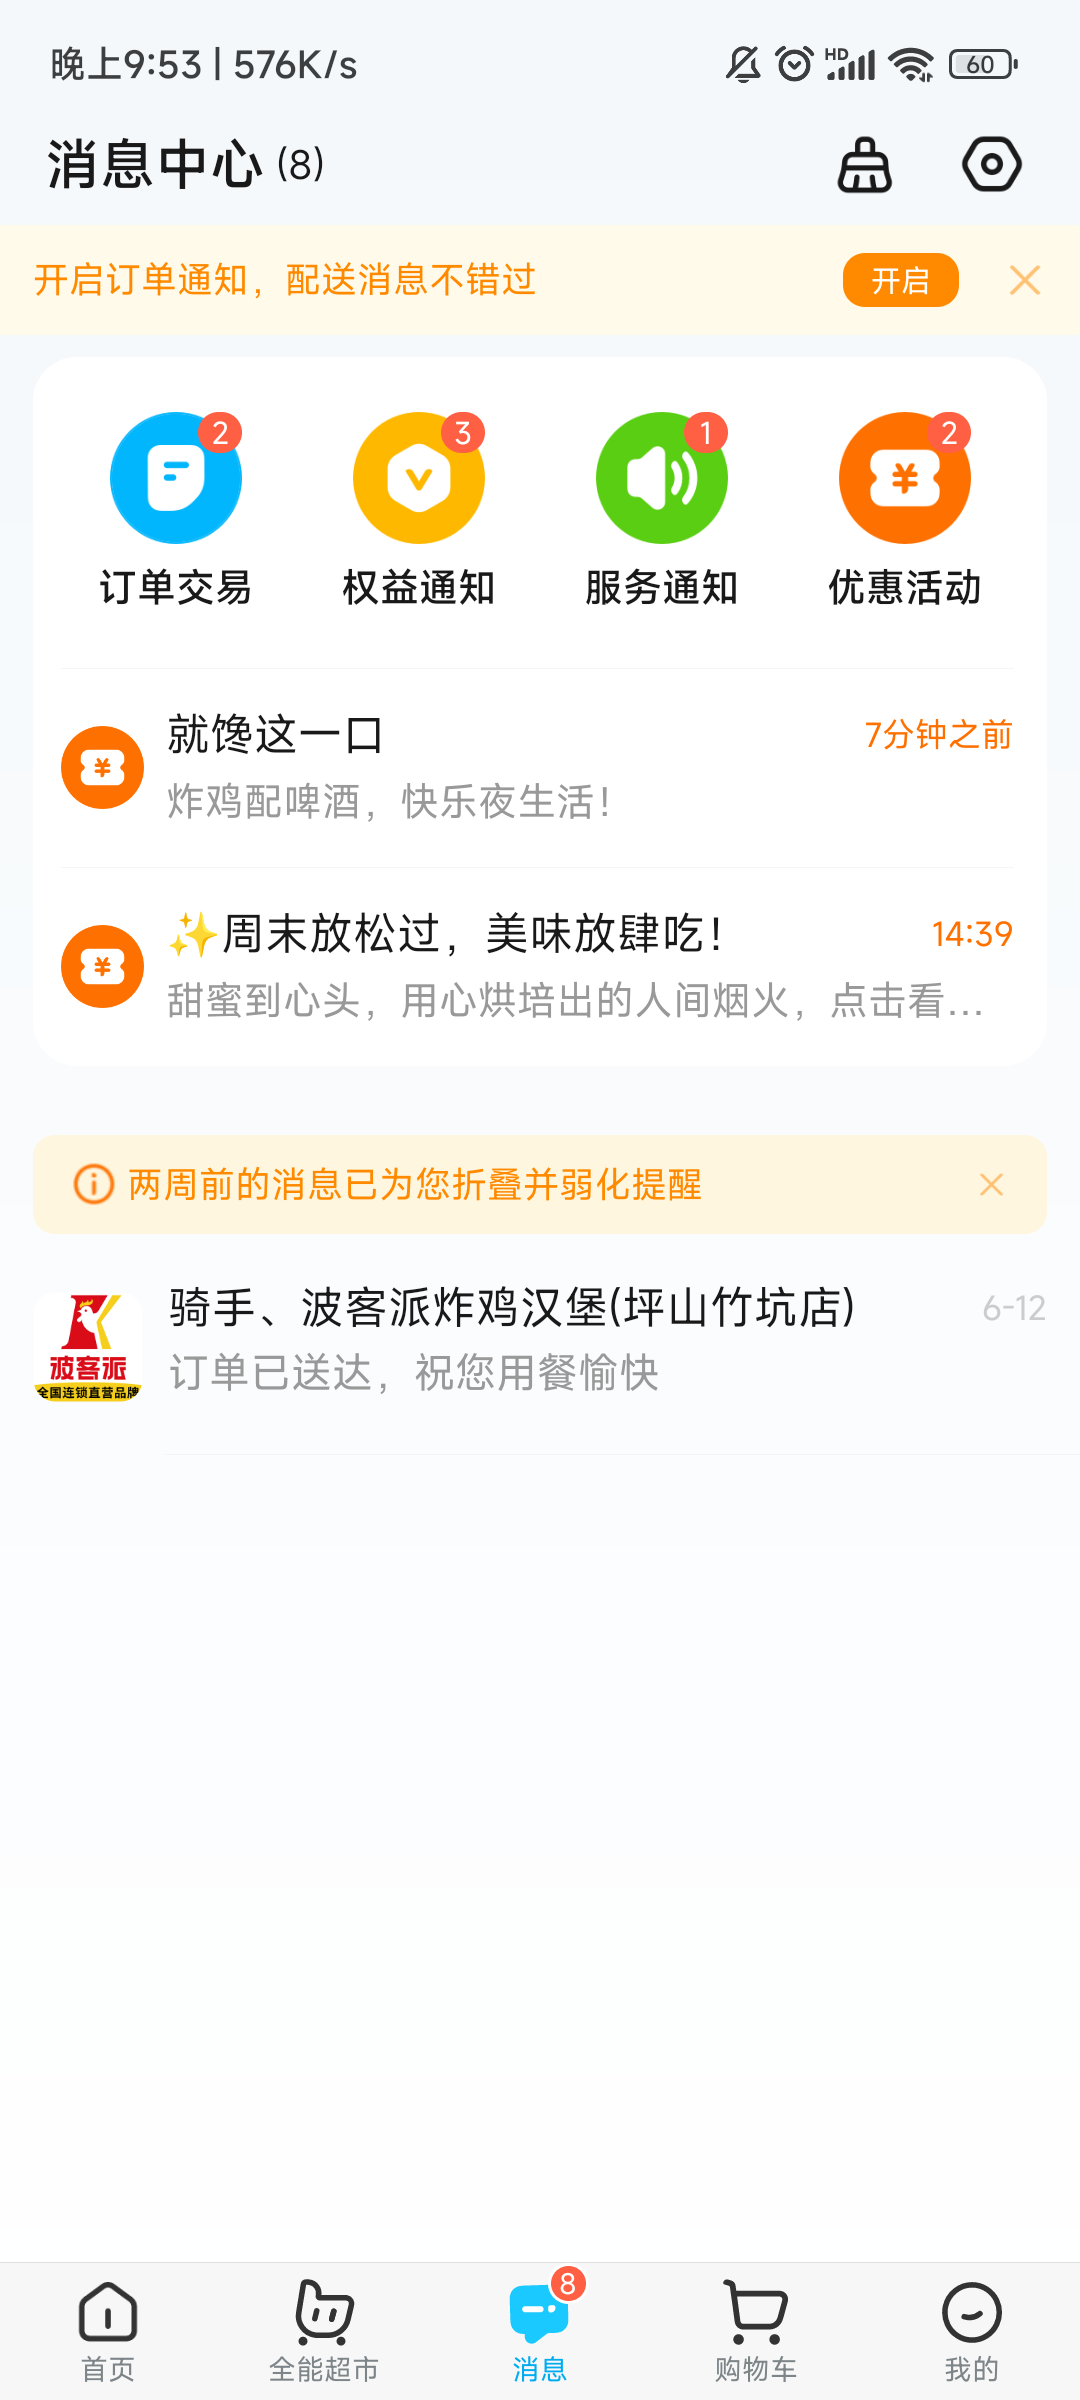 晚上9:53 | 576K/s
HD
60
消息中心 (8)
开启订单通知，配送消息不错过
开启
2
3
1
2
订单交易
权益通知
服务通知
优惠活动
就馋这一口
7分钟之前
炸鸡配啤酒，快乐夜生活！
✨周末放松过，美味放肆吃！
14:39
甜蜜到心头，用心烘培出的人间烟火，点击看...
两周前的消息已为您折叠并弱化提醒
骑手、波客派炸鸡汉堡(坪山竹坑店)
6-12
订单已送达，祝您用餐愉快
波客派
全国连锁直营品牌
8
首页
全能超市
消息
购物车
我的